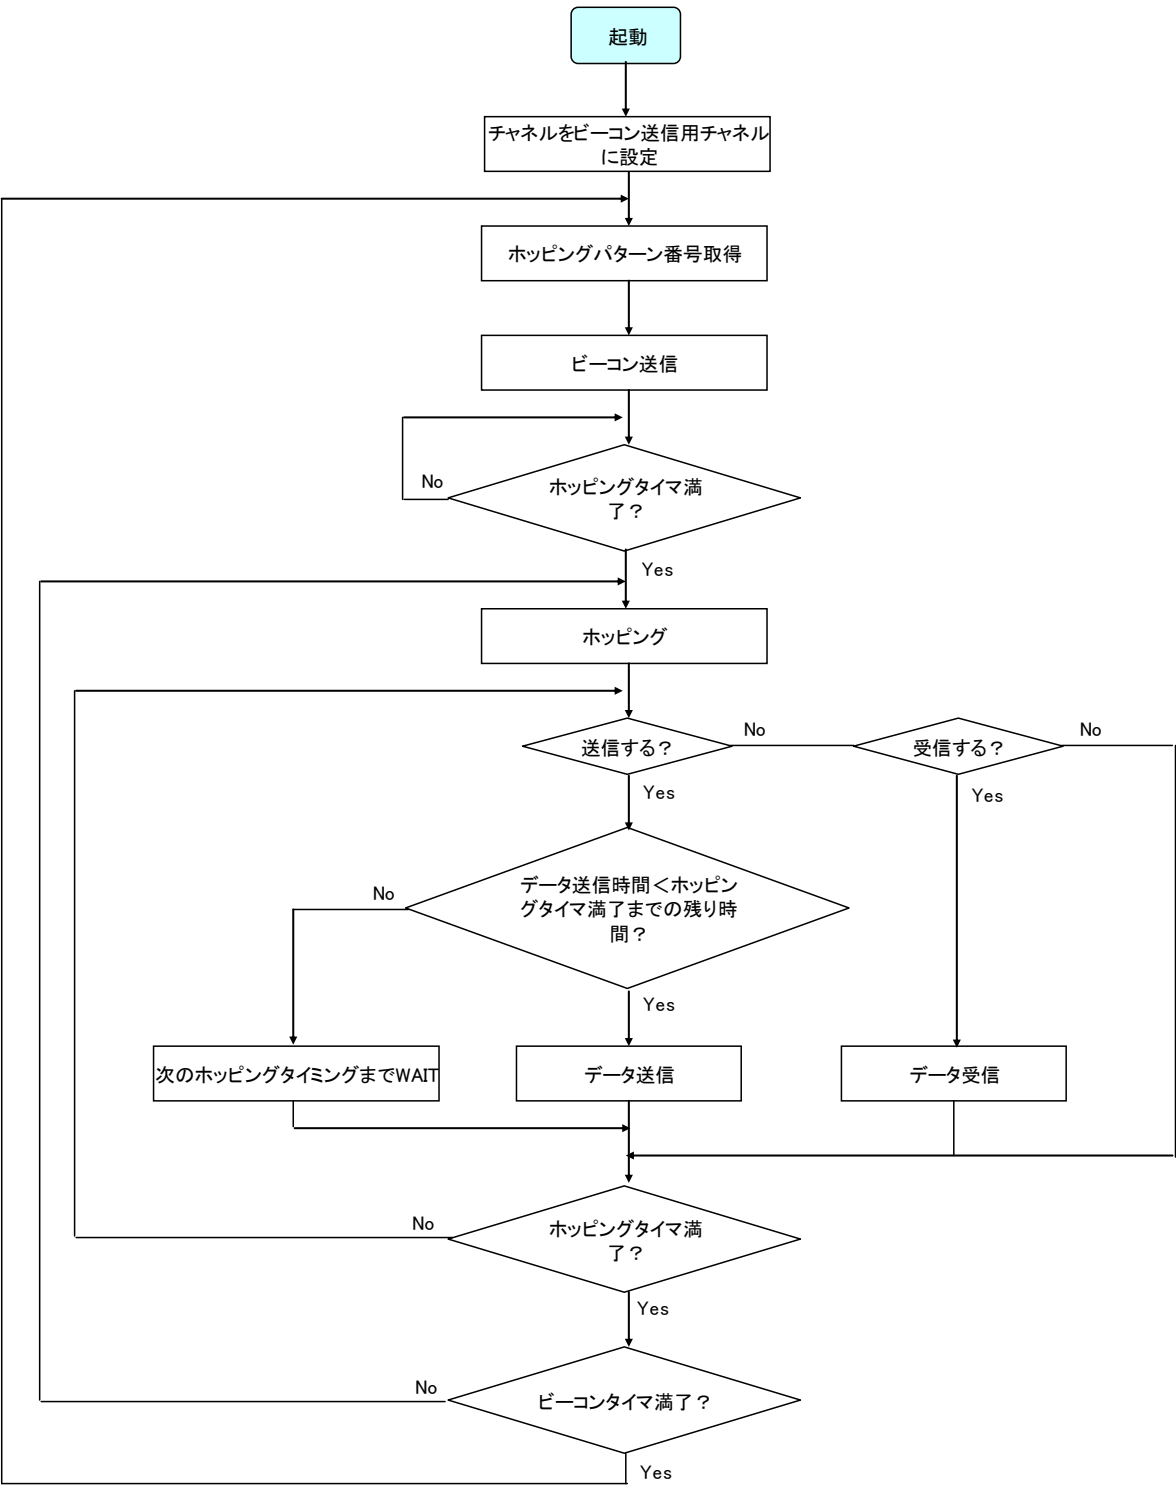 起動
チャネルをビーコン送信用チャネル
に設定
ホッピングパターン番号取得
ビーコン送信
No
ホッピングタイマ満
了？
Yes
ホッピング
送信する？
No
受信する？
No
Yes
Yes
データ送信時間＜ホッピン
グタイマ満了までの残り時
間？
No
Yes
次のホッピングタイミングまでWAIT
データ送信
データ受信
No
ホッピングタイマ満
了？
Yes
No
ビーコンタイマ満了？
Yes